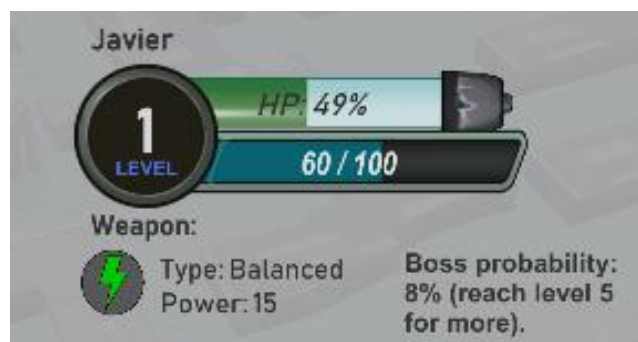 Javier
HP: 49%
1
LEVEL
60 / 100
Weapon:
Type: Balanced
Power: 15
Boss probability:
8% (reach level 5
for more).